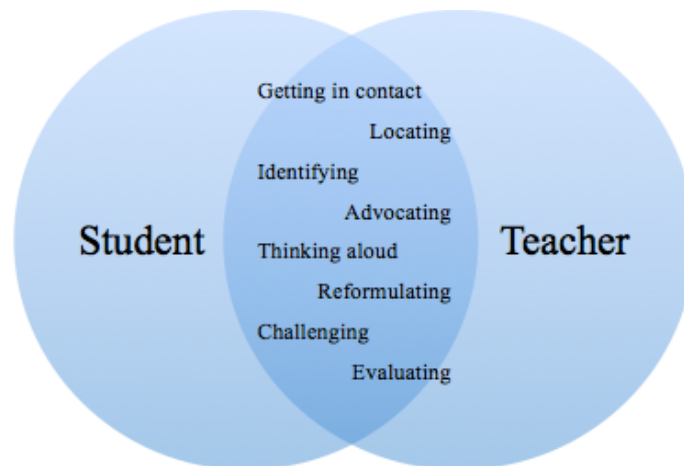 Getting in contact
Locating
Identifying
Advocating
Student
Teacher
Thinking aloud
Reformulating
Challenging
Evaluating